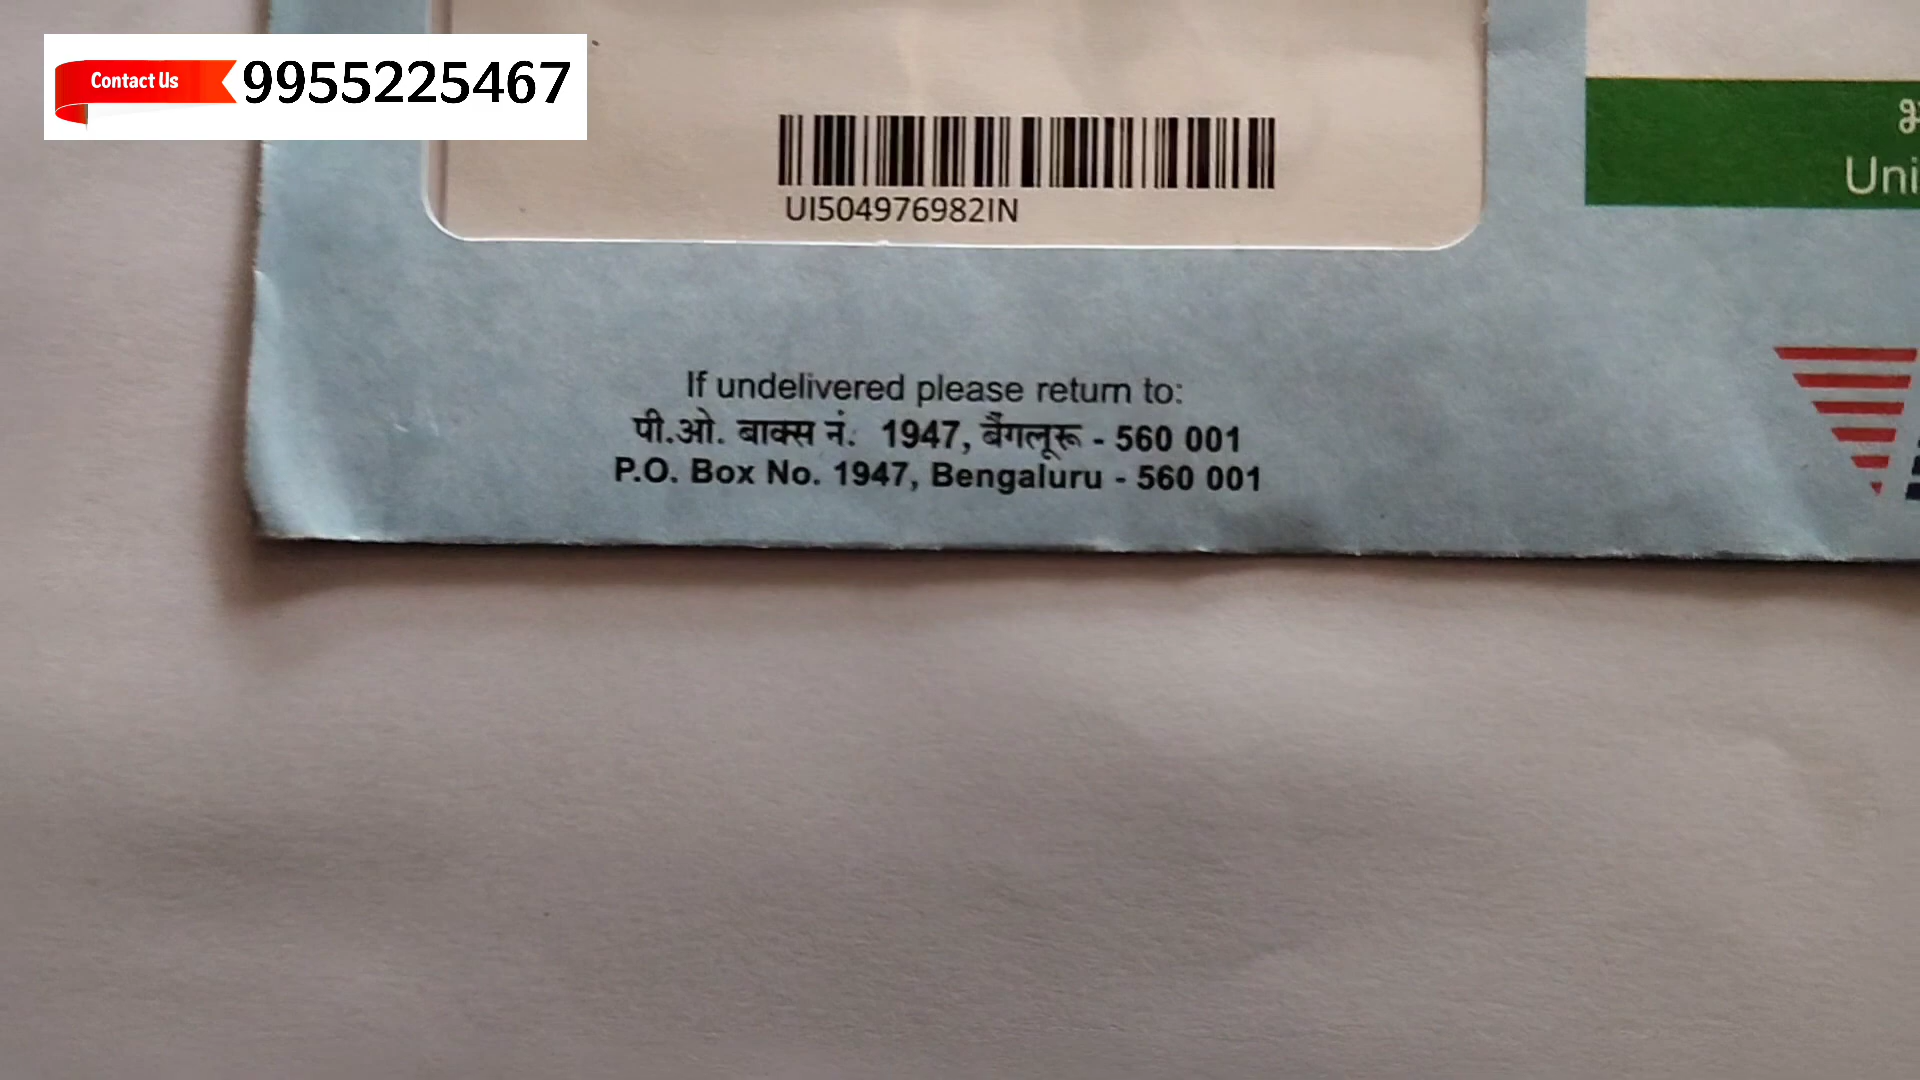 Contact Us 9955225467
UI504976982IN
Uni
If undelivered please return to:
पी.ओ. बाक्स नं. 1947, बैंगलूरू - 560 001
P.O. Box No. 1947, Bengaluru - 560 001